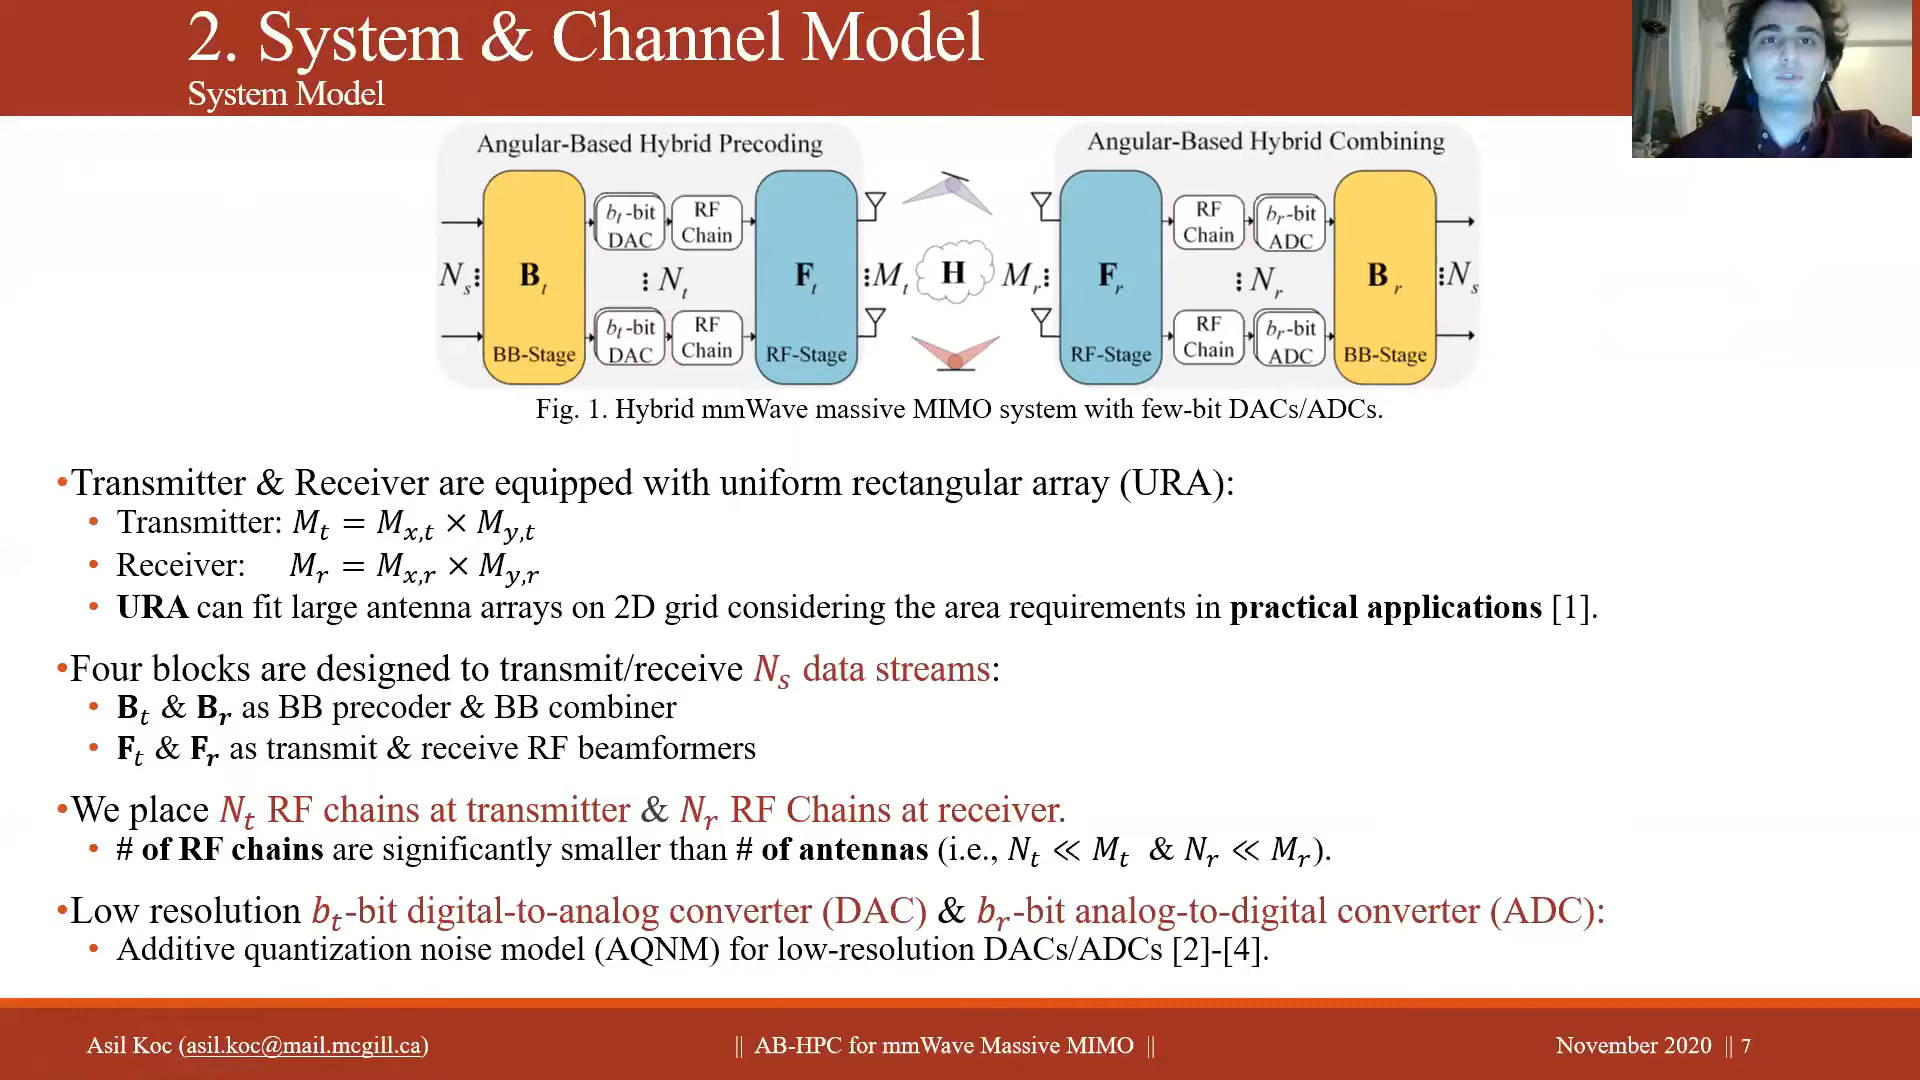 2. System & Channel Model
System Model
Angular-Based Hybrid Precoding
Angular-Based Hybrid Combining
N_s ⋮ B_t BB-Stage
b_t-bit DAC
RF Chain
⋮ N_t
b_t-bit DAC
RF Chain
F_t RF-Stage
⋮ M_t
H
M_r ⋮
F_r RF-Stage
RF Chain
b_r-bit ADC
⋮ N_r
RF Chain
b_r-bit ADC
B_r BB-Stage
⋮ N_s
Fig. 1. Hybrid mmWave massive MIMO system with few-bit DACs/ADCs.
•Transmitter & Receiver are equipped with uniform rectangular array (URA):
• Transmitter: M_t = M_{x,t} × M_{y,t}
• Receiver: M_r = M_{x,r} × M_{y,r}
• URA can fit large antenna arrays on 2D grid considering the area requirements in practical applications [1].
•Four blocks are designed to transmit/receive N_s data streams:
• B_t & B_r as BB precoder & BB combiner
• F_t & F_r as transmit & receive RF beamformers
•We place N_t RF chains at transmitter & N_r RF Chains at receiver.
• # of RF chains are significantly smaller than # of antennas (i.e., N_t ≪ M_t & N_r ≪ M_r).
•Low resolution b_t-bit digital-to-analog converter (DAC) & b_r-bit analog-to-digital converter (ADC):
• Additive quantization noise model (AQNM) for low-resolution DACs/ADCs [2]-[4].
Asil Koc (asil.koc@mail.mcgill.ca)
|| AB-HPC for mmWave Massive MIMO ||
November 2020 || 7